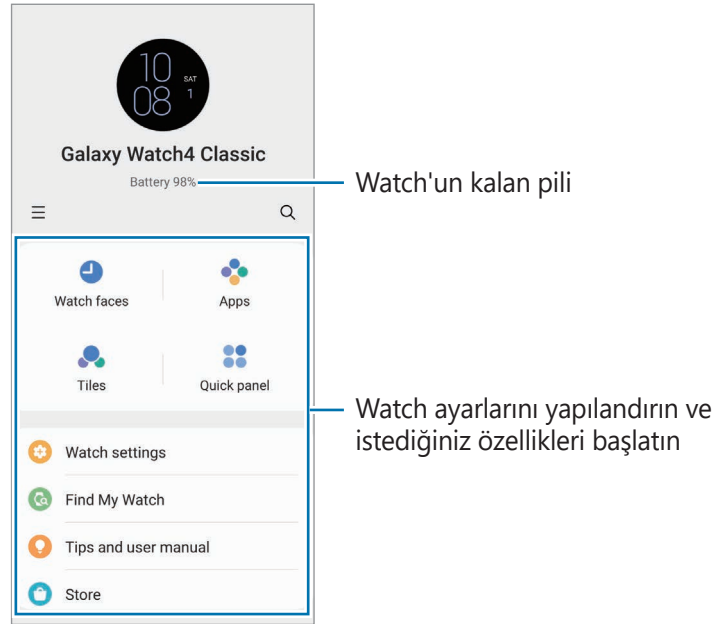 10
08
SAT
1
Galaxy Watch4 Classic
Battery 98%
Watch'un kalan pili
Watch faces
Apps
Tiles
Quick panel
Watch ayarlarını yapılandırın ve
istediğiniz özellikleri başlatın
Watch settings
Find My Watch
Tips and user manual
Store